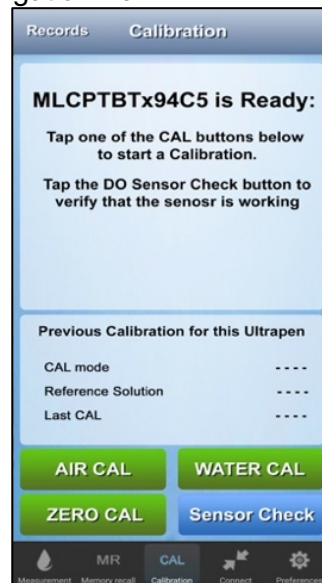 Records Calibration
MLCPTBTx94C5 is Ready:
Tap one of the CAL buttons below
to start a Calibration.
Tap the DO Sensor Check button to
verify that the senosr is working
Previous Calibration for this Ultrapen
CAL mode ----
Reference Solution ----
Last CAL ----
AIR CAL WATER CAL
ZERO CAL Sensor Check
MR CAL
Measurement Memory recall Calibration Connect Preference